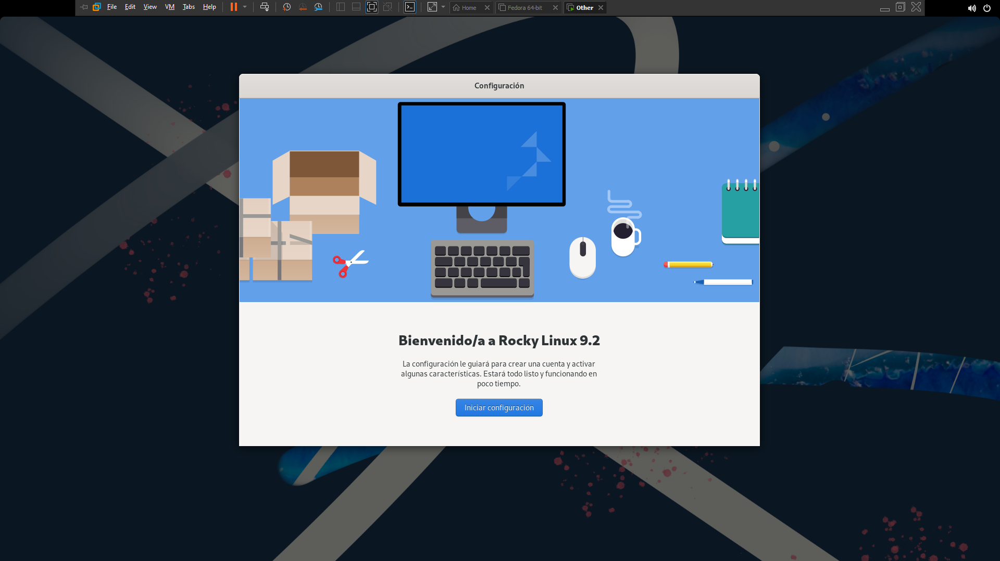 File Edit View VM Tabs Help Home Fedora 64-bit Other
Configuración
Bienvenido/a a Rocky Linux 9.2
La configuración le guiará para crear una cuenta y activar
algunas características. Estará todo listo y funcionando en
poco tiempo.
Iniciar configuración